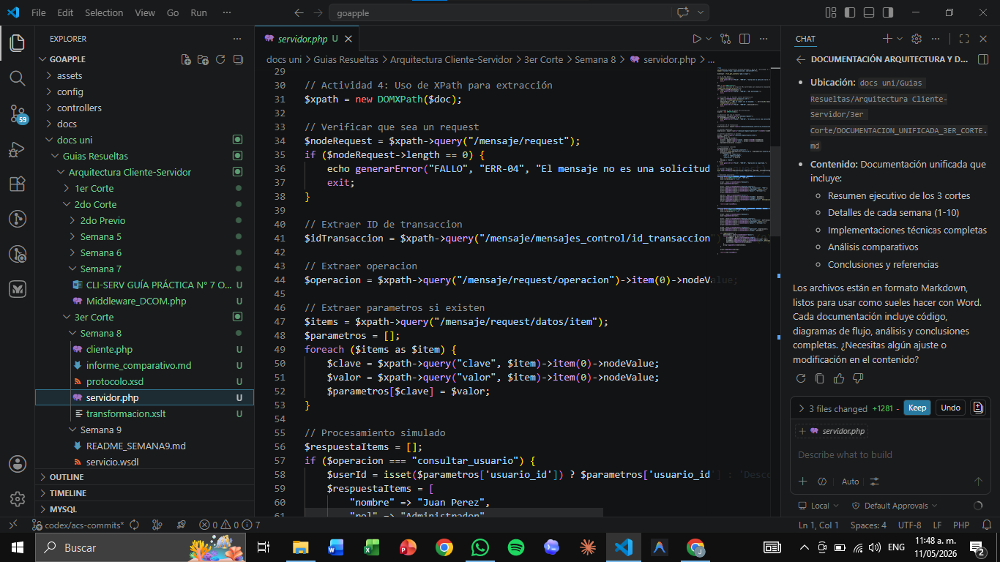 File Edit Selection View Go Run ···
goapple
EXPLORER ···
GOAPPLE
assets
config
controllers
docs
docs uni
Guias Resueltas
Arquitectura Cliente-Servidor
1er Corte
2do Corte
2do Previo
Semana 5
Semana 6
Semana 7
CLI-SERV GUÍA PRÁCTICA N° 7 O... U
Middleware_DCOM.php U
3er Corte
Semana 8
cliente.php U
informe_comparativo.md U
protocolo.xsd U
servidor.php U
transformacion.xslt U
Semana 9
README_SEMANA9.md
servicio.wsdl
OUTLINE
TIMELINE
MYSQL
59
servidor.php U
docs uni > Guias Resueltas > Arquitectura Cliente-Servidor > 3er Corte > Semana 8 > servidor.php > ...
29
30 // Actividad 4: Uso de XPath para extracción
31 $xpath = new DOMXPath($doc);
32
33 // Verificar que sea un request
34 $nodeRequest = $xpath->query("/mensaje/request");
35 if ($nodeRequest->length == 0) {
36 echo generarError("FALLO", "ERR-04", "El mensaje no es una solicitud
37 exit;
38 }
39
40 // Extraer ID de transaccion
41 $idTransaccion = $xpath->query("/mensaje/mensajes_control/id_transaccion
42
43 // Extraer operacion
44 $operacion = $xpath->query("/mensaje/request/operacion")->item(0)->nodeValue;
45
46 // Extraer parametros si existen
47 $items = $xpath->query("/mensaje/request/datos/item");
48 $parametros = [];
49 foreach ($items as $item) {
50 $clave = $xpath->query("clave", $item)->item(0)->nodeValue;
51 $valor = $xpath->query("valor", $item)->item(0)->nodeValue;
52 $parametros[$clave] = $valor;
53 }
54
55 // Procesamiento simulado
56 $respuestaItems = [];
57 if ($operacion === "consultar_usuario") {
58 $userId = isset($parametros['usuario_id']) ? $parametros['usuario_id'] : 'Desco
59 $respuestaItems = [
60 "nombre" => "Juan Perez",
61 "rol" => "Administrador"
CHAT
DOCUMENTACIÓN ARQUITECTURA Y D...
• Ubicación: docs uni/Guias
Resueltas/Arquitectura Cliente-
Servidor/3er
Corte/DOCUMENTACION_UNIFICADA_3ER_CORTE.
md
• Contenido: Documentación unificada que
incluye:
Resumen ejecutivo de los 3 cortes
Detalles de cada semana (1-10)
Implementaciones técnicas completas
Análisis comparativos
Conclusiones y referencias
Los archivos están en formato Markdown,
listos para usar como sueles hacer con Word.
Cada documentación incluye código,
diagramas de flujo, análisis y conclusiones
completas. ¿Necesitas algún ajuste o
modificación en el contenido?
3 files changed +1281 - Keep Undo
servidor.php
Describe what to build
Auto
Local Default Approvals
codex/acs-commits* 0 0 7 Ln 1, Col 1 Spaces: 4 UTF-8 LF PHP
Buscar
ENG
11:48 a. m.
11/05/2026
2